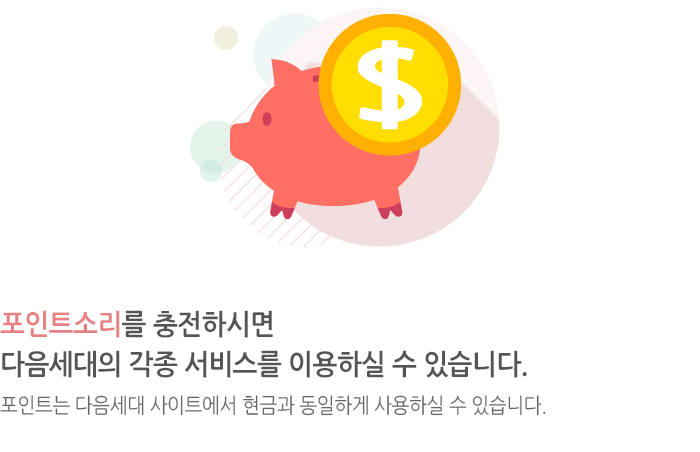 포인트소리를 충전하시면
다음세대의 각종 서비스를 이용하실 수 있습니다.
포인트는 다음세대 사이트에서 현금과 동일하게 사용하실 수 있습니다.